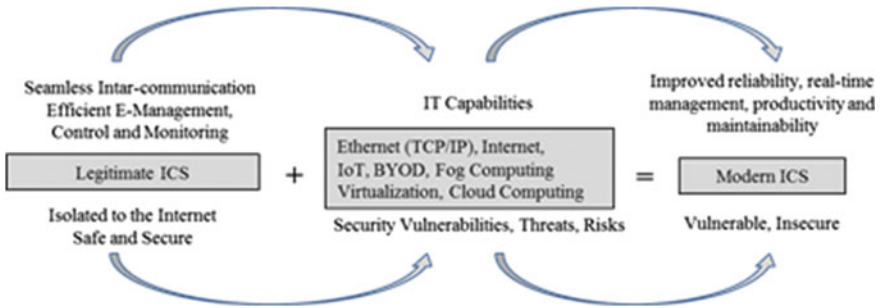 Seamless Intar-communication
Efficient E-Management,
Control and Monitoring
Legitimate ICS
Isolated to the Internet
Safe and Secure
+
IT Capabilities
Ethernet (TCP/IP), Internet,
IoT, BYOD, Fog Computing
Virtualization, Cloud Computing
Security Vulnerabilities, Threats, Risks
=
Improved reliability, real-time
management, productivity and
maintainability
Modern ICS
Vulnerable, Insecure